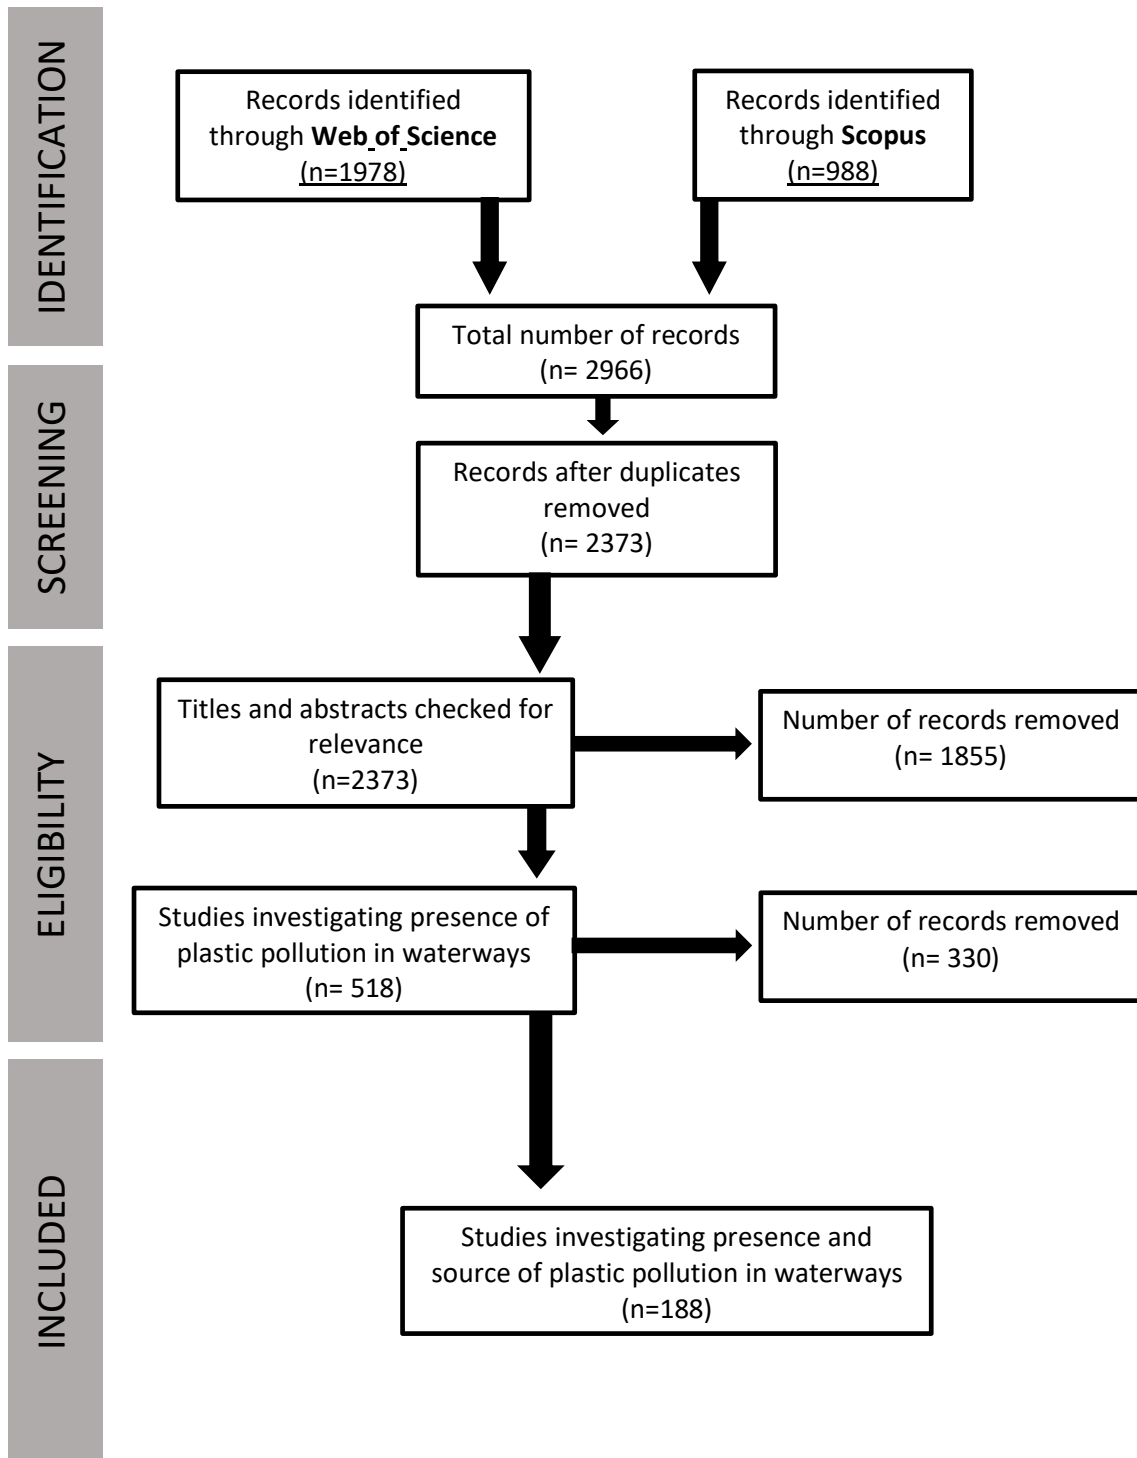 IDENTIFICATION
Records identified
through Web of Science
(n=1978)
Records identified
through Scopus
(n=988)
Total number of records
(n= 2966)
SCREENING
Records after duplicates
removed
(n= 2373)
ELIGIBILITY
Titles and abstracts checked for
relevance
(n=2373)
Number of records removed
(n= 1855)
Studies investigating presence of
plastic pollution in waterways
(n= 518)
Number of records removed
(n= 330)
INCLUDED
Studies investigating presence and
source of plastic pollution in waterways
(n=188)